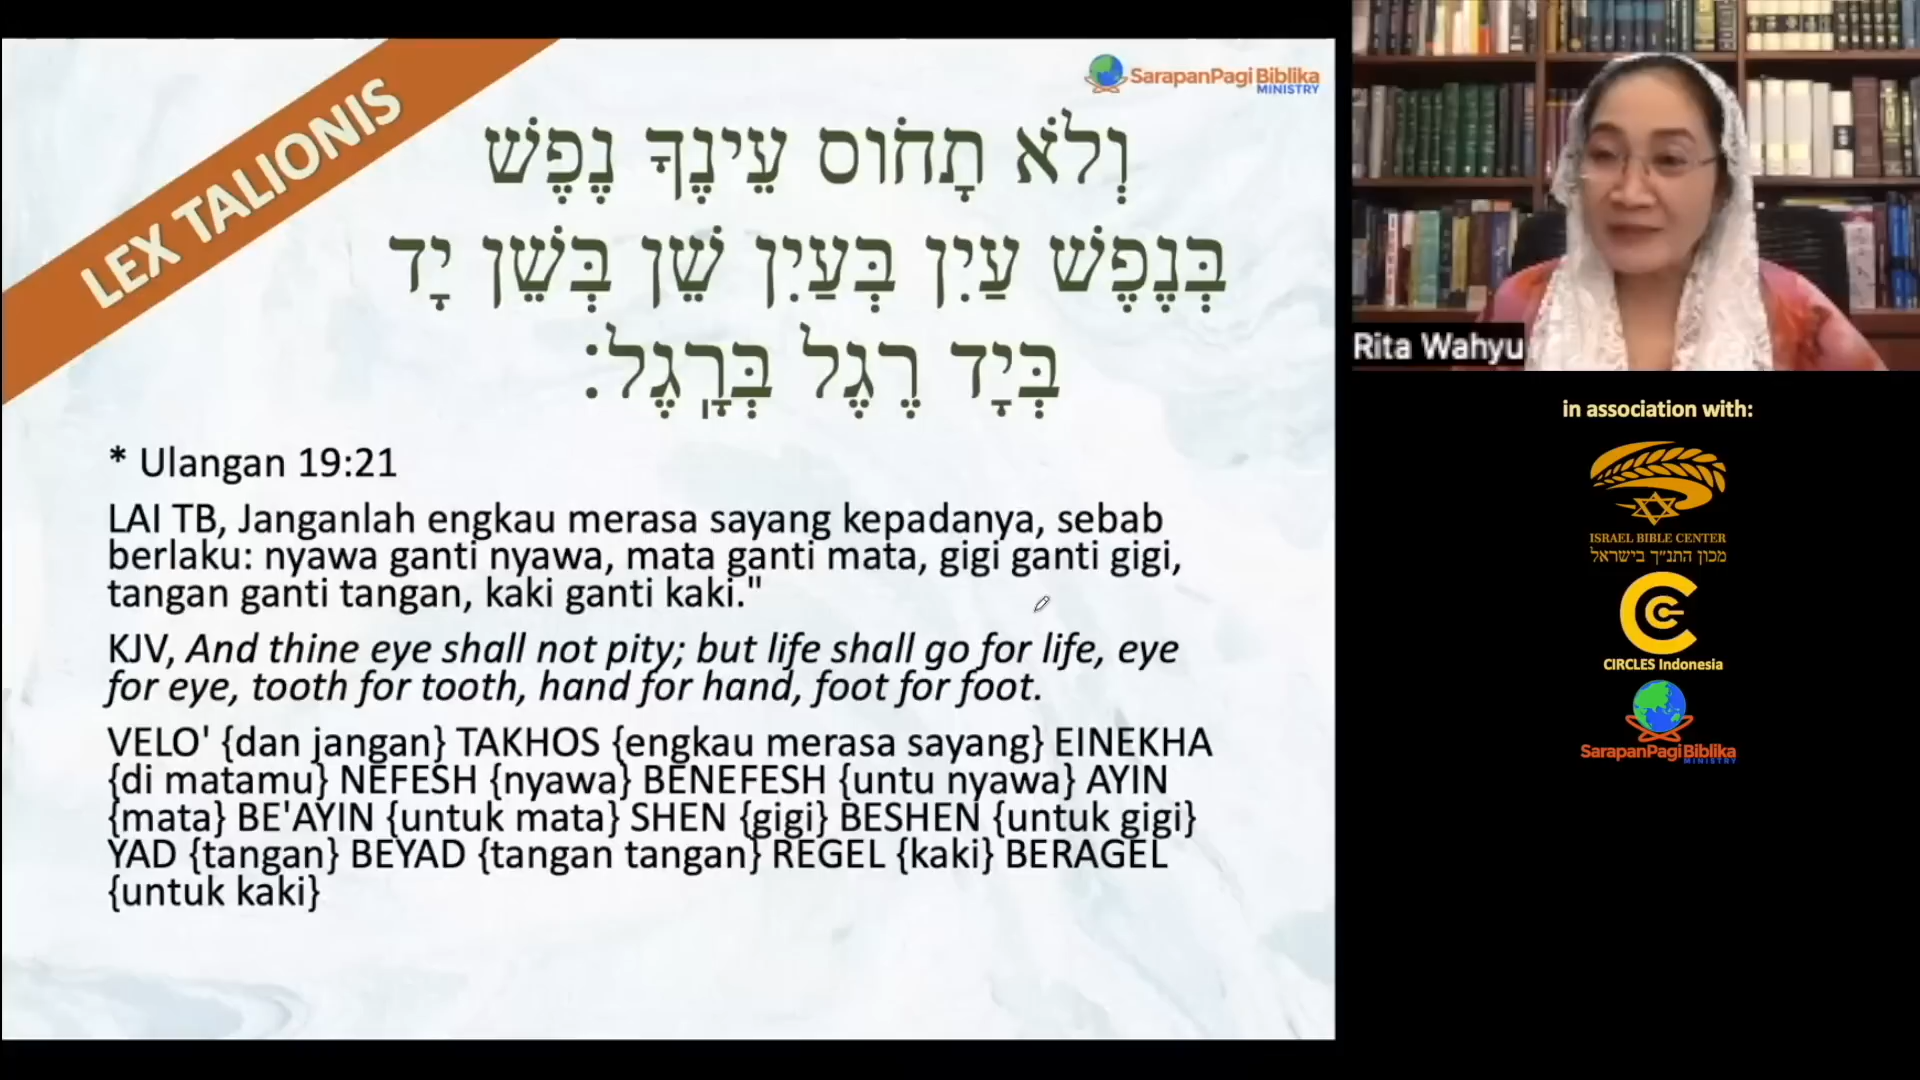 LEX TALIONIS
SarapanPagi Biblika
MINISTRY
וְלֹא תָחֹוס עֵינֶךָ נֶפֶשׁ
בְּנֶפֶשׁ עַיִן בְּעַיִן שֵׁן בְּשֵׁן יָד
בְּיָד רֶגֶל בְּרָֽגֶל׃
* Ulangan 19:21
LAI TB, Janganlah engkau merasa sayang kepadanya, sebab
berlaku: nyawa ganti nyawa, mata ganti mata, gigi ganti gigi,
tangan ganti tangan, kaki ganti kaki."
KJV, And thine eye shall not pity; but life shall go for life, eye
for eye, tooth for tooth, hand for hand, foot for foot.
VELO' {dan jangan} TAKHOS {engkau merasa sayang} EINEKHA
{di matamu} NEFESH {nyawa} BENEFESH {untu nyawa} AYIN
{mata} BE'AYIN {untuk mata} SHEN {gigi} BESHEN {untuk gigi}
YAD {tangan} BEYAD {tangan tangan} REGEL {kaki} BERAGEL
{untuk kaki}
Rita Wahyu
in association with:
ISRAEL BIBLE CENTER
מכון התנ״ך בישראל
CIRCLES Indonesia
SarapanPagi Biblika
MINISTRY